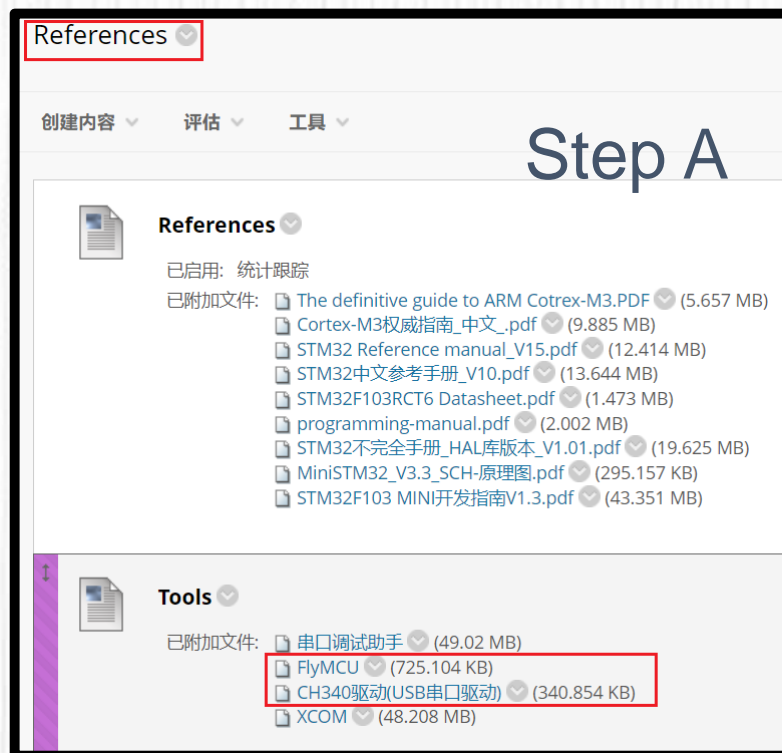 References
创建内容 评估 工具
Step A
References
已启用: 统计跟踪
已附加文件: The definitive guide to ARM Cotrex-M3.PDF (5.657 MB)
Cortex-M3权威指南_中文_.pdf (9.885 MB)
STM32 Reference manual_V15.pdf (12.414 MB)
STM32中文参考手册_V10.pdf (13.644 MB)
STM32F103RCT6 Datasheet.pdf (1.473 MB)
programming-manual.pdf (2.002 MB)
STM32不完全手册_HAL库版本_V1.01.pdf (19.625 MB)
MiniSTM32_V3.3_SCH-原理图.pdf (295.157 KB)
STM32F103 MINI开发指南V1.3.pdf (43.351 MB)
Tools
已附加文件: 串口调试助手 (49.02 MB)
FlyMCU (725.104 KB)
CH340驱动(USB串口驱动) (340.854 KB)
XCOM (48.208 MB)